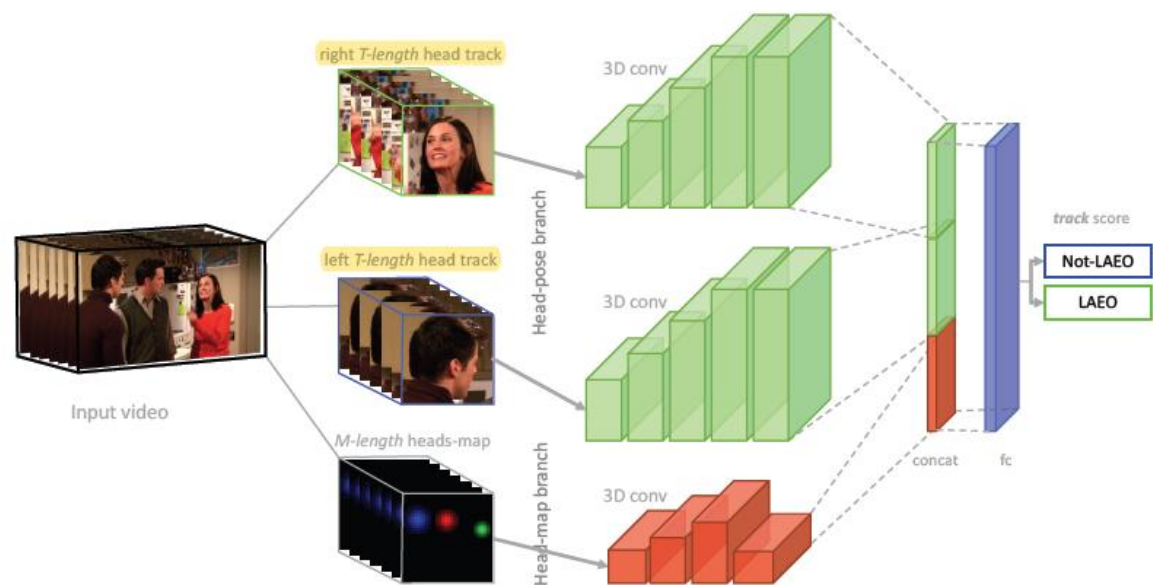 right T-length head track
3D conv
Head-pose branch
left T-length head track
3D conv
track score
Not-LAEO
LAEO
Input video
M-length heads-map
Head-map branch
3D conv
concat
fc